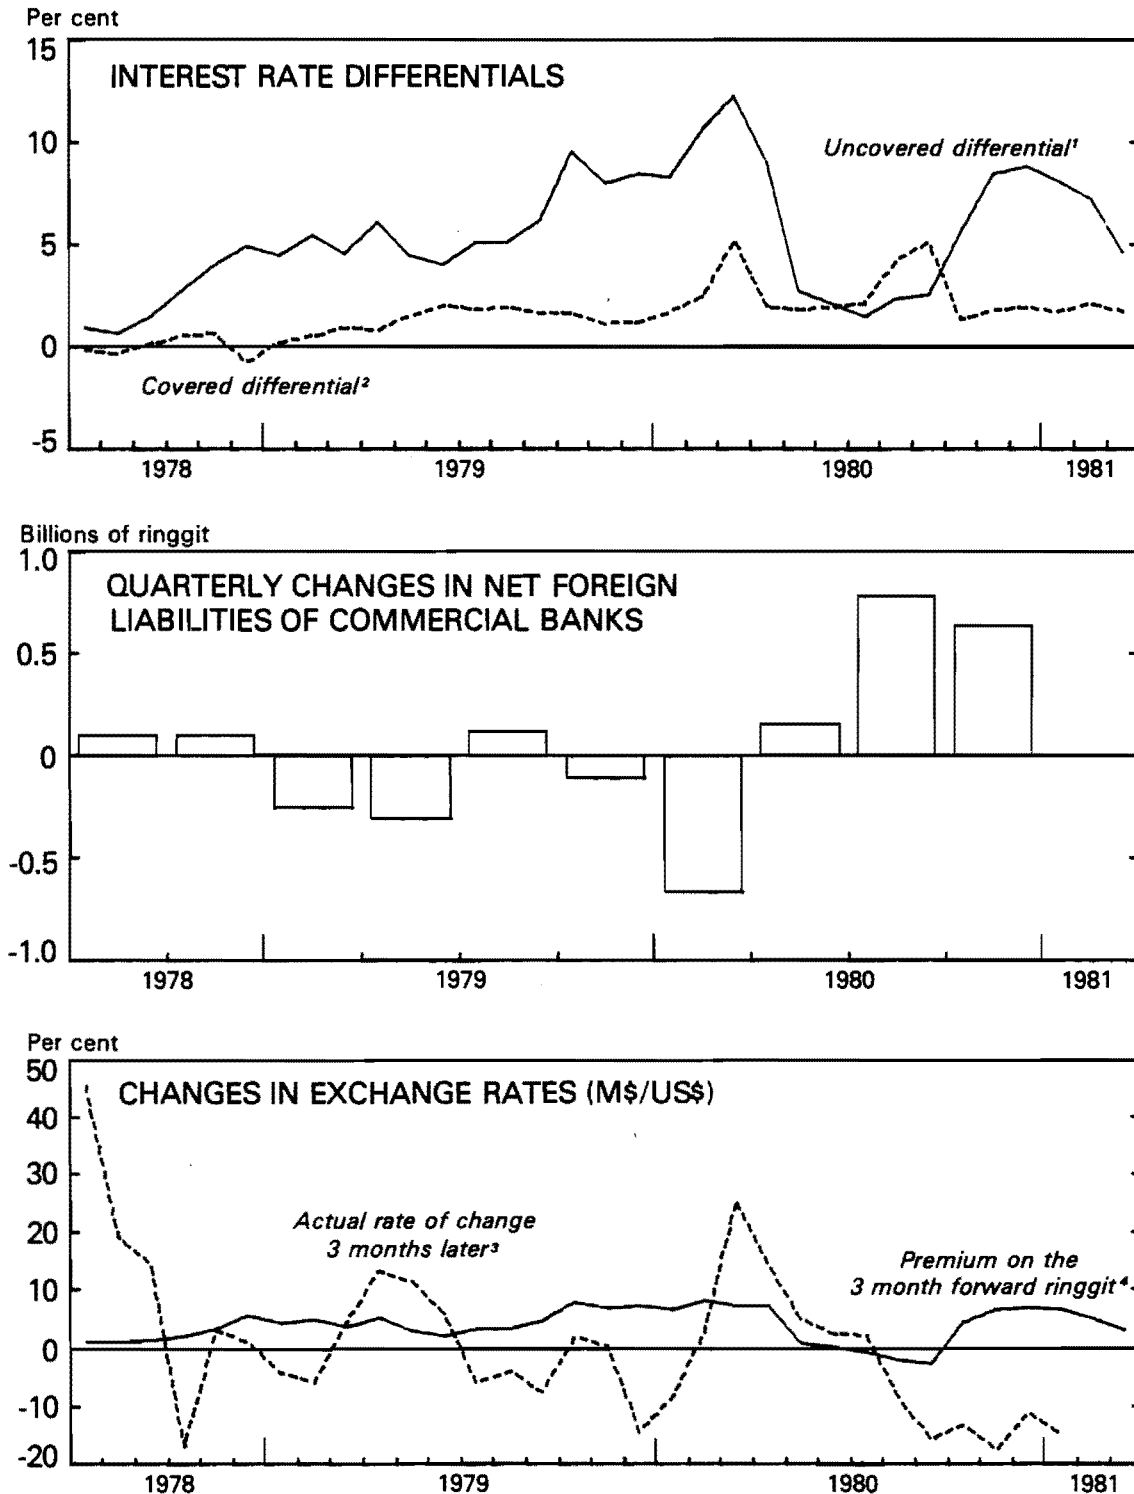 Per cent
15
INTEREST RATE DIFFERENTIALS
10
Uncovered differential¹
5
0
Covered differential²
-5
1978 1979 1980 1981
Billions of ringgit
1.0
QUARTERLY CHANGES IN NET FOREIGN
LIABILITIES OF COMMERCIAL BANKS
0.5
0
-0.5
-1.0
1978 1979 1980 1981
Per cent
50
CHANGES IN EXCHANGE RATES (M$/US$)
40
30
Actual rate of change
3 months later³
20
Premium on the
3 month forward ringgit⁴
10
0
-10
-20
1978 1979 1980 1981